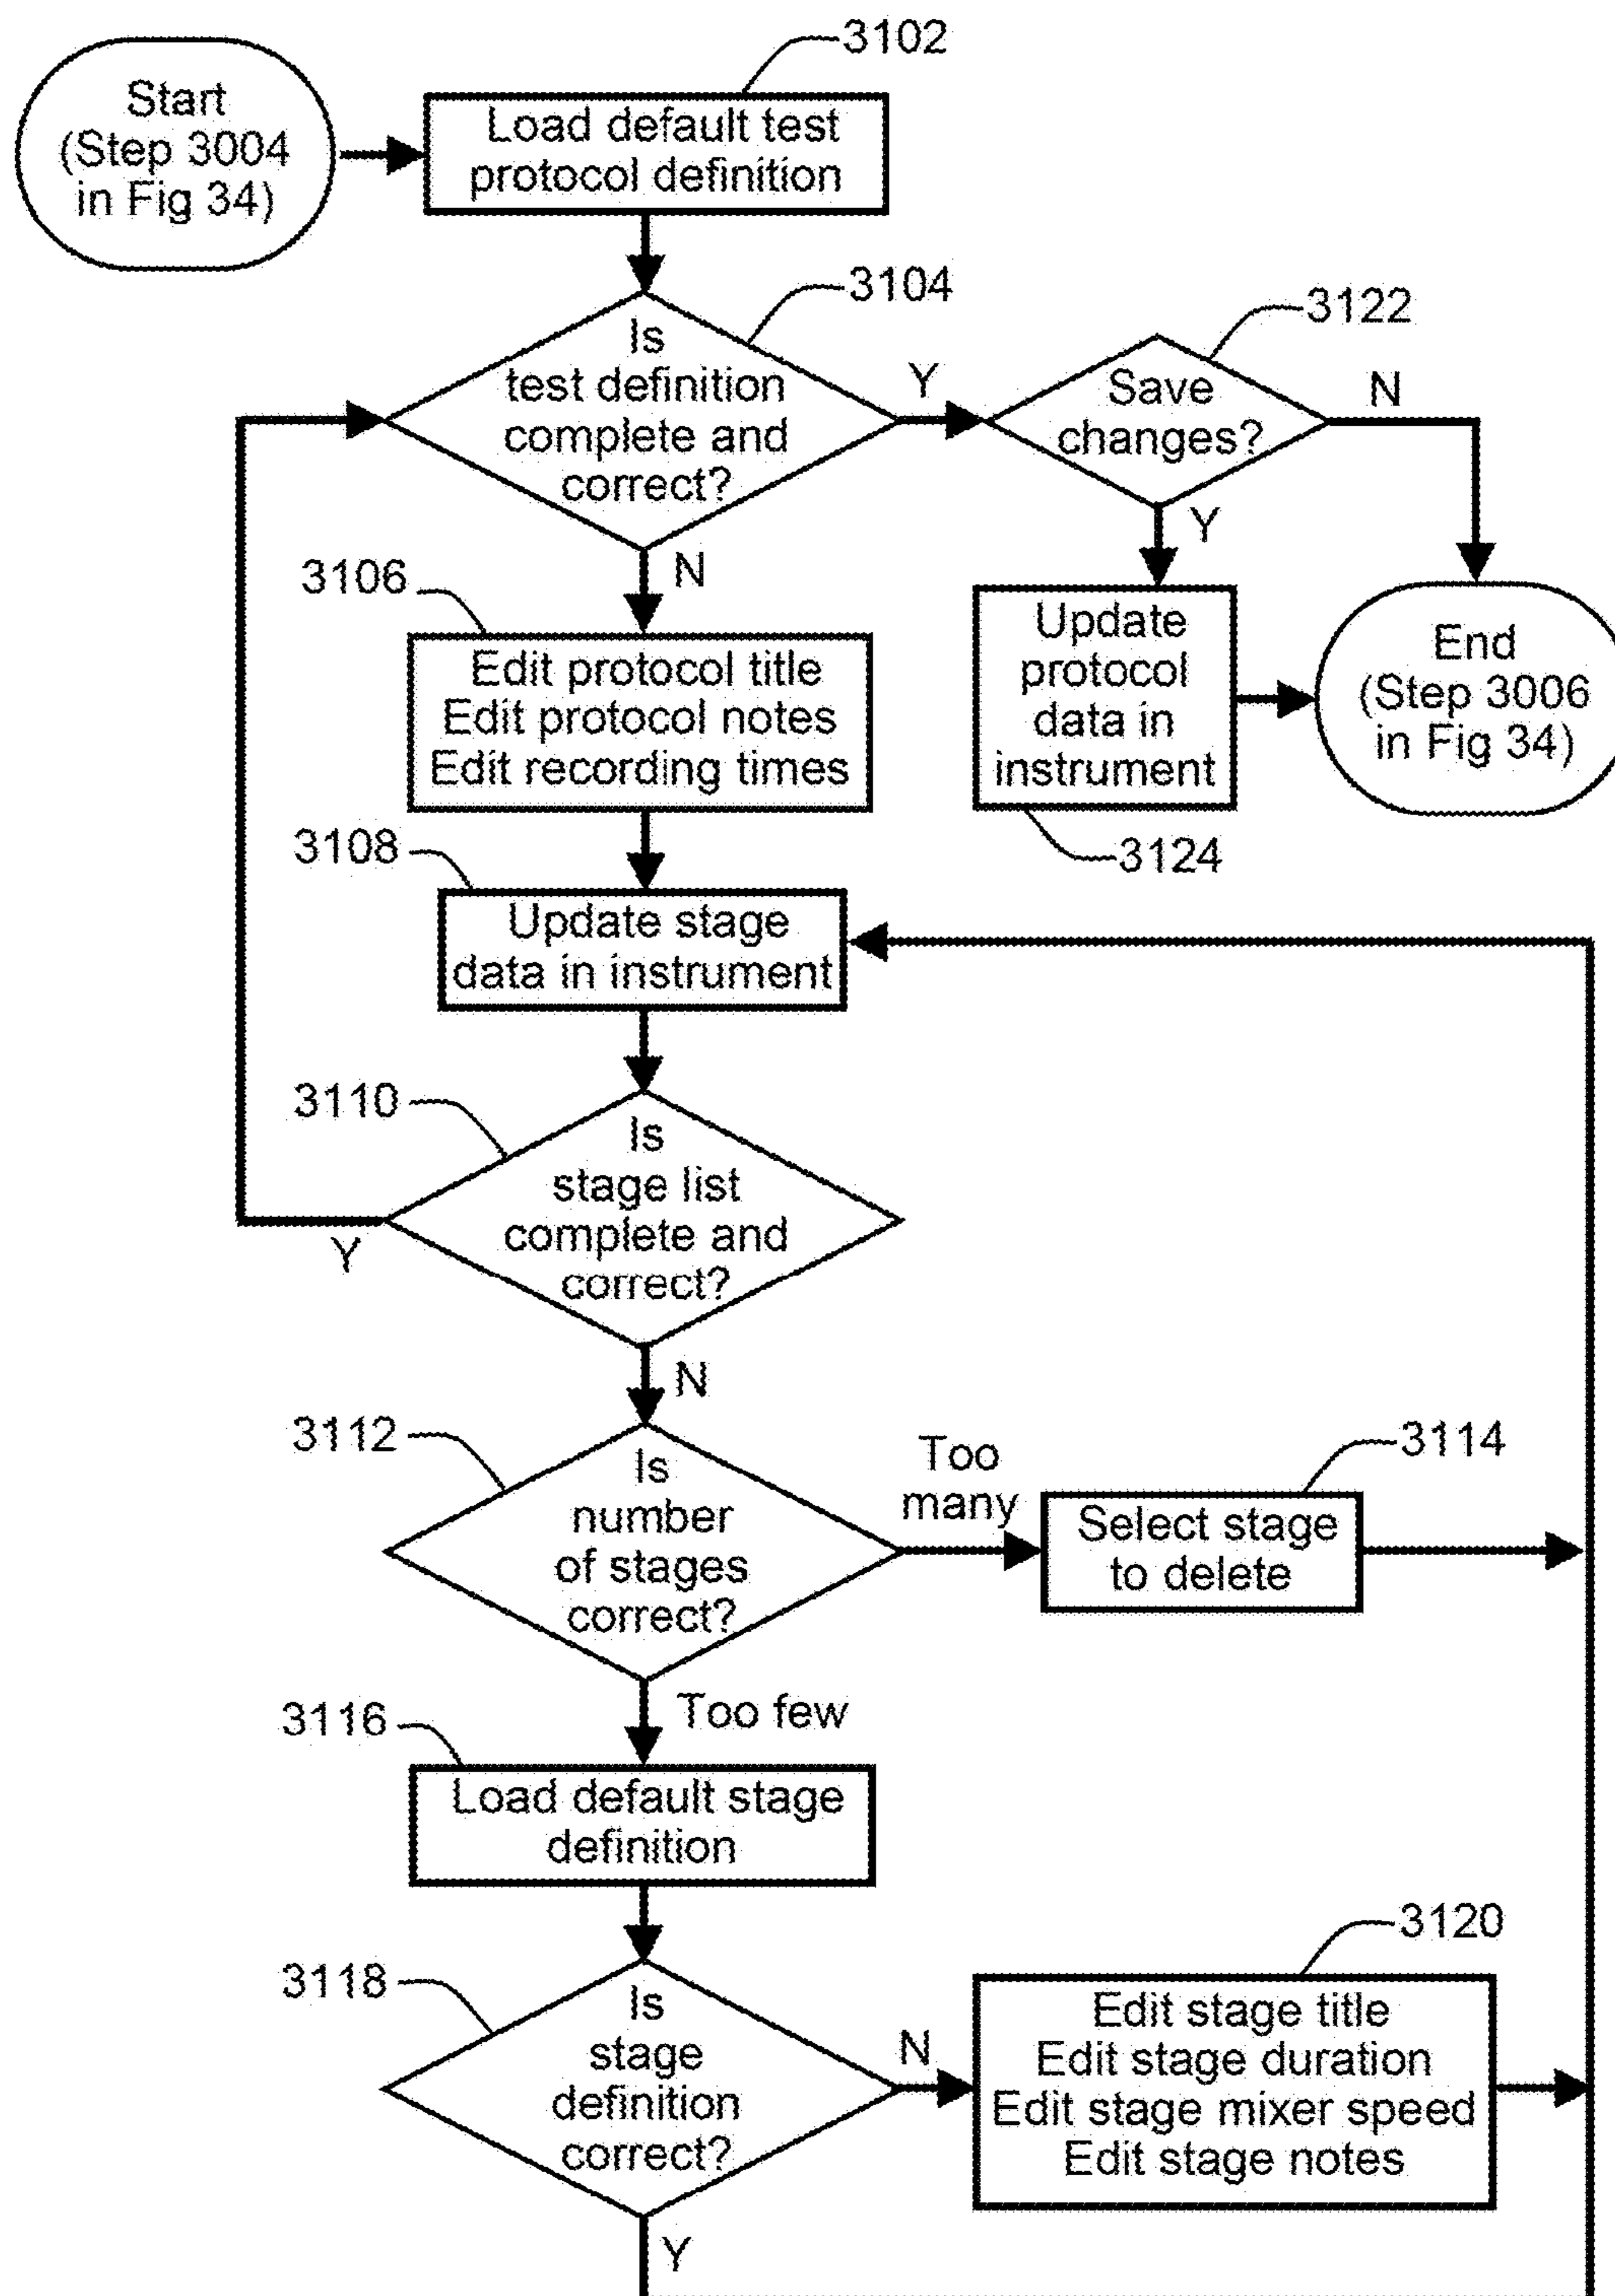 3102
Start
(Step 3004
in Fig 34)
Load default test
protocol definition
3104
Is
test definition
complete and
correct?
Y
3122
Save
changes?
N
Y
N
3106
Edit protocol title
Edit protocol notes
Edit recording times
Update
protocol
data in
instrument
End
(Step 3006
in Fig 34)
3124
3108
Update stage
data in instrument
3110
Is
stage list
complete and
correct?
Y
N
3112
Is
number
of stages
correct?
Too
many
3114
Select stage
to delete
Too few
3116
Load default stage
definition
3118
Is
stage
definition
correct?
N
3120
Edit stage title
Edit stage duration
Edit stage mixer speed
Edit stage notes
Y